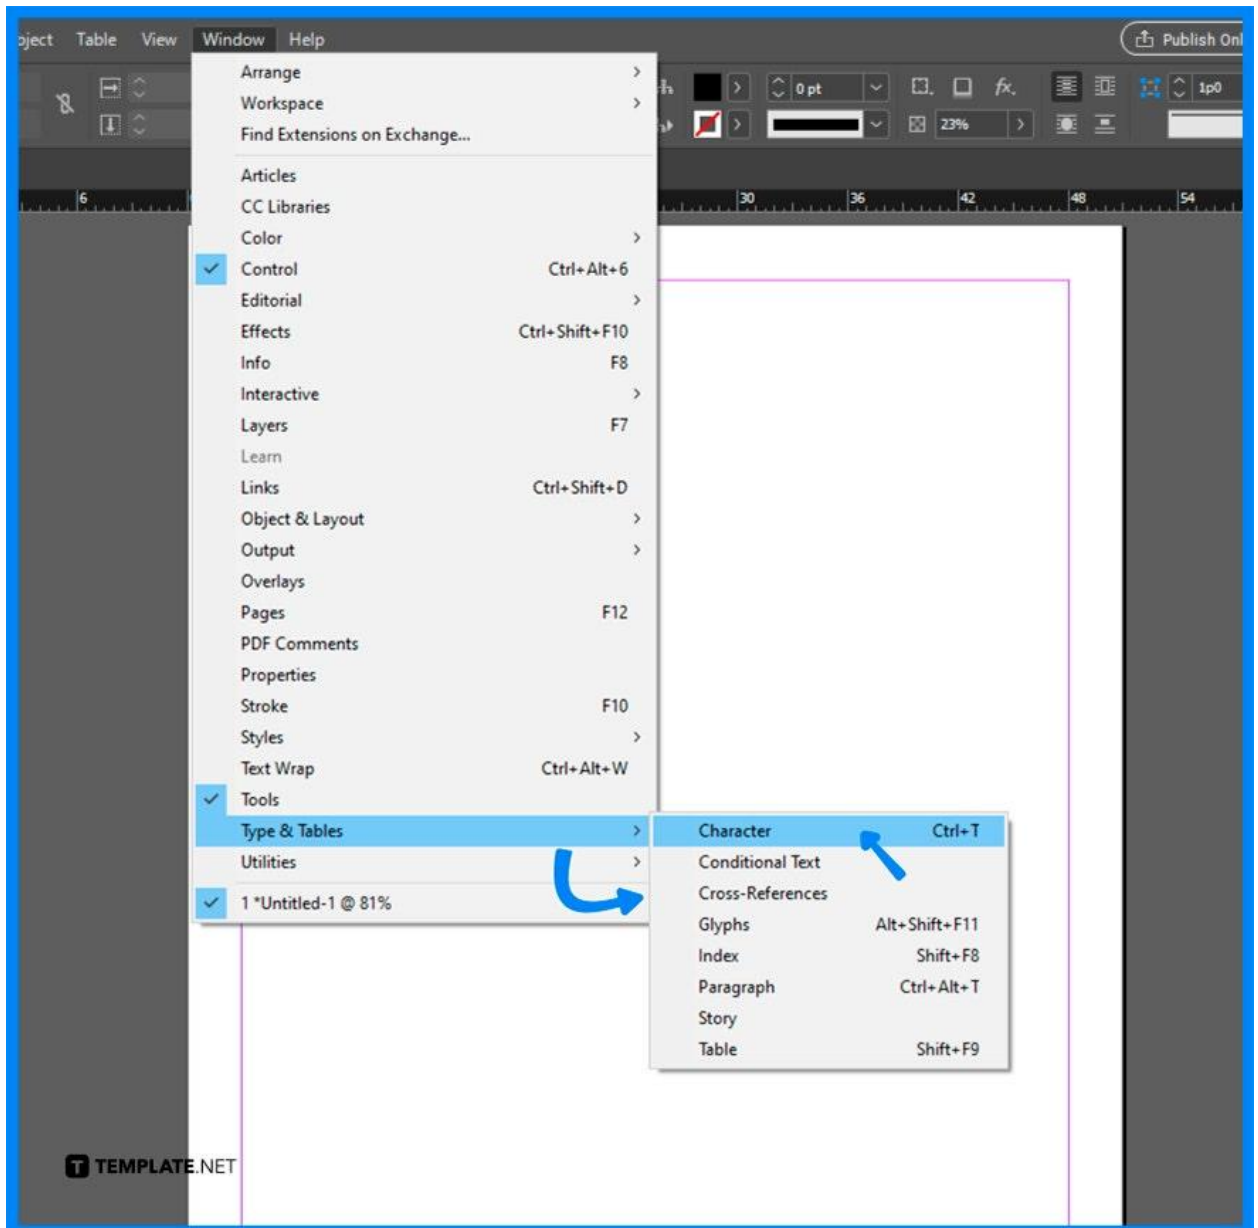 oject Table View Window Help
Publish Onl
Arrange
Workspace
Find Extensions on Exchange...
0 pt
1p0
23%
Articles
CC Libraries
6 30 36 42 48 54
Color
Control Ctrl+Alt+6
Editorial
Effects Ctrl+Shift+F10
Info F8
Interactive
Layers F7
Learn
Links Ctrl+Shift+D
Object & Layout
Output
Overlays
Pages F12
PDF Comments
Properties
Stroke F10
Styles
Text Wrap Ctrl+Alt+W
Tools
Type & Tables
Utilities
1 *Untitled-1 @ 81%
Character Ctrl+T
Conditional Text
Cross-References
Glyphs Alt+Shift+F11
Index Shift+F8
Paragraph Ctrl+Alt+T
Story
Table Shift+F9
T TEMPLATE.NET